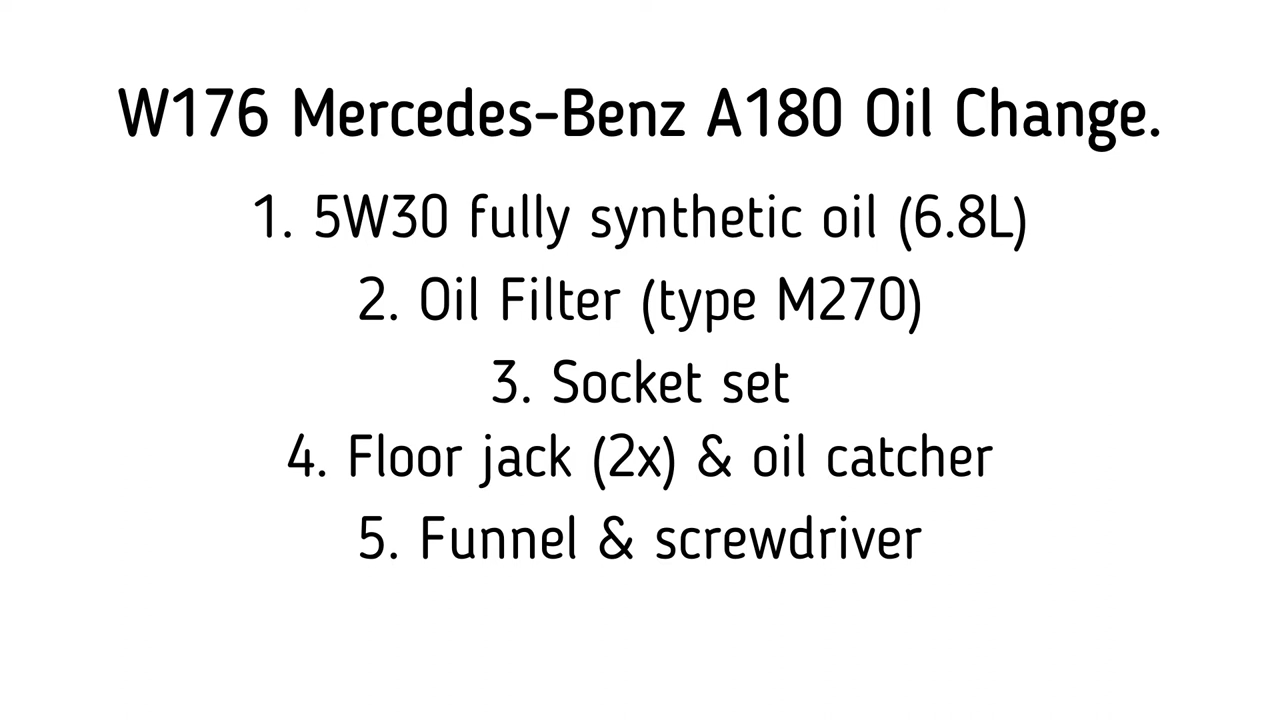 W176 Mercedes-Benz A180 Oil Change.
1. 5W30 fully synthetic oil (6.8L)
2. Oil Filter (type M270)
3. Socket set
4. Floor jack (2x) & oil catcher
5. Funnel & screwdriver